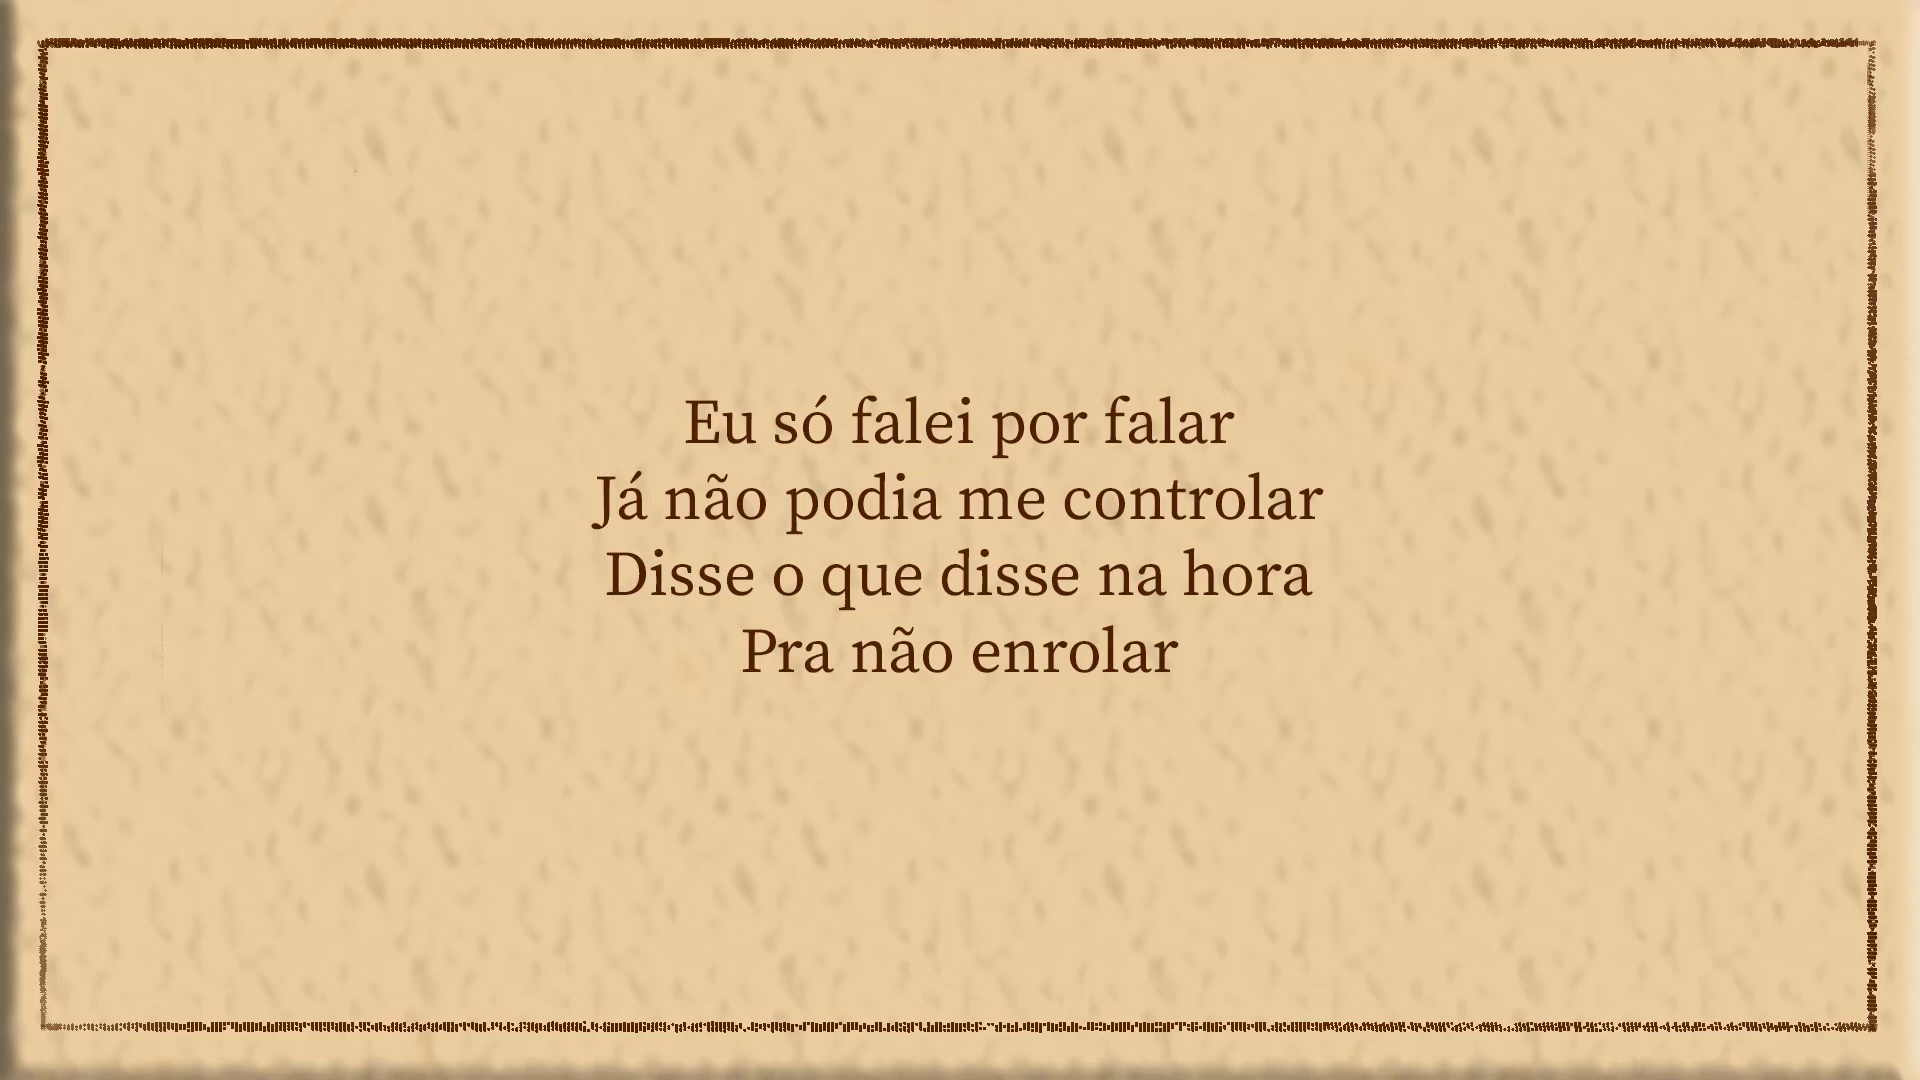 Eu só falei por falar
Já não podia me controlar
Disse o que disse na hora
Pra não enrolar